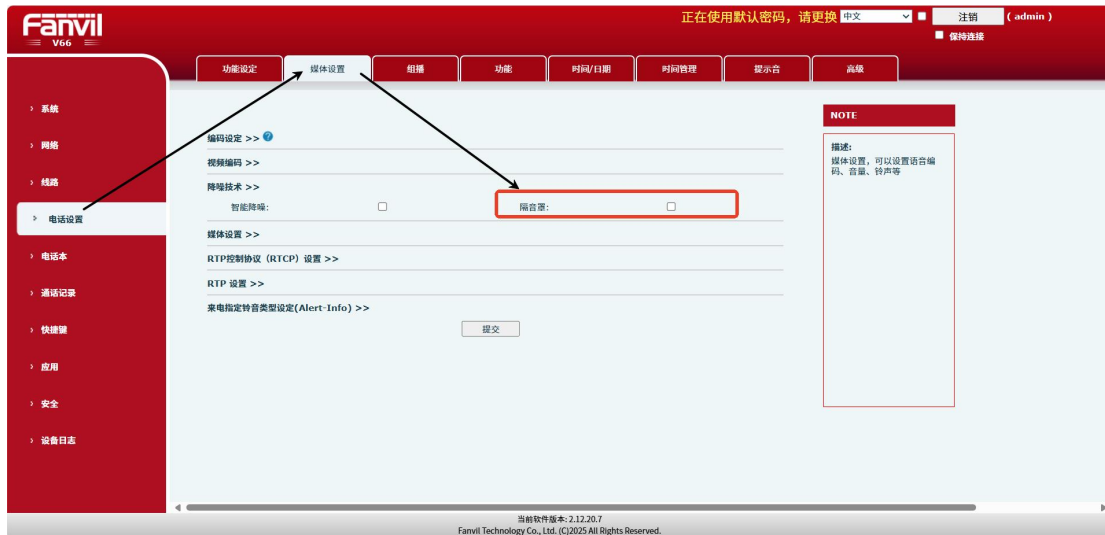 Fanvil
V66
正在使用默认密码，请更换
中文
注销
( admin )
保持连接
功能设定
媒体设置
组播
功能
时间/日期
时间管理
提示音
高级
› 系统
› 网络
› 线路
› 电话设置
› 电话本
› 通话记录
› 快捷键
› 应用
› 安全
› 设备日志
编码设定 >> ?
视频编码 >>
降噪技术 >>
智能降噪: 隔音罩:
媒体设置 >>
RTP控制协议（RTCP）设置 >>
RTP 设置 >>
来电指定铃音类型设定(Alert-Info) >>
提交
NOTE
描述:
媒体设置，可以设置语音编
码、音量、铃声等
当前软件版本: 2.12.20.7
Fanvil Technology Co., Ltd. (C)2025 All Rights Reserved.